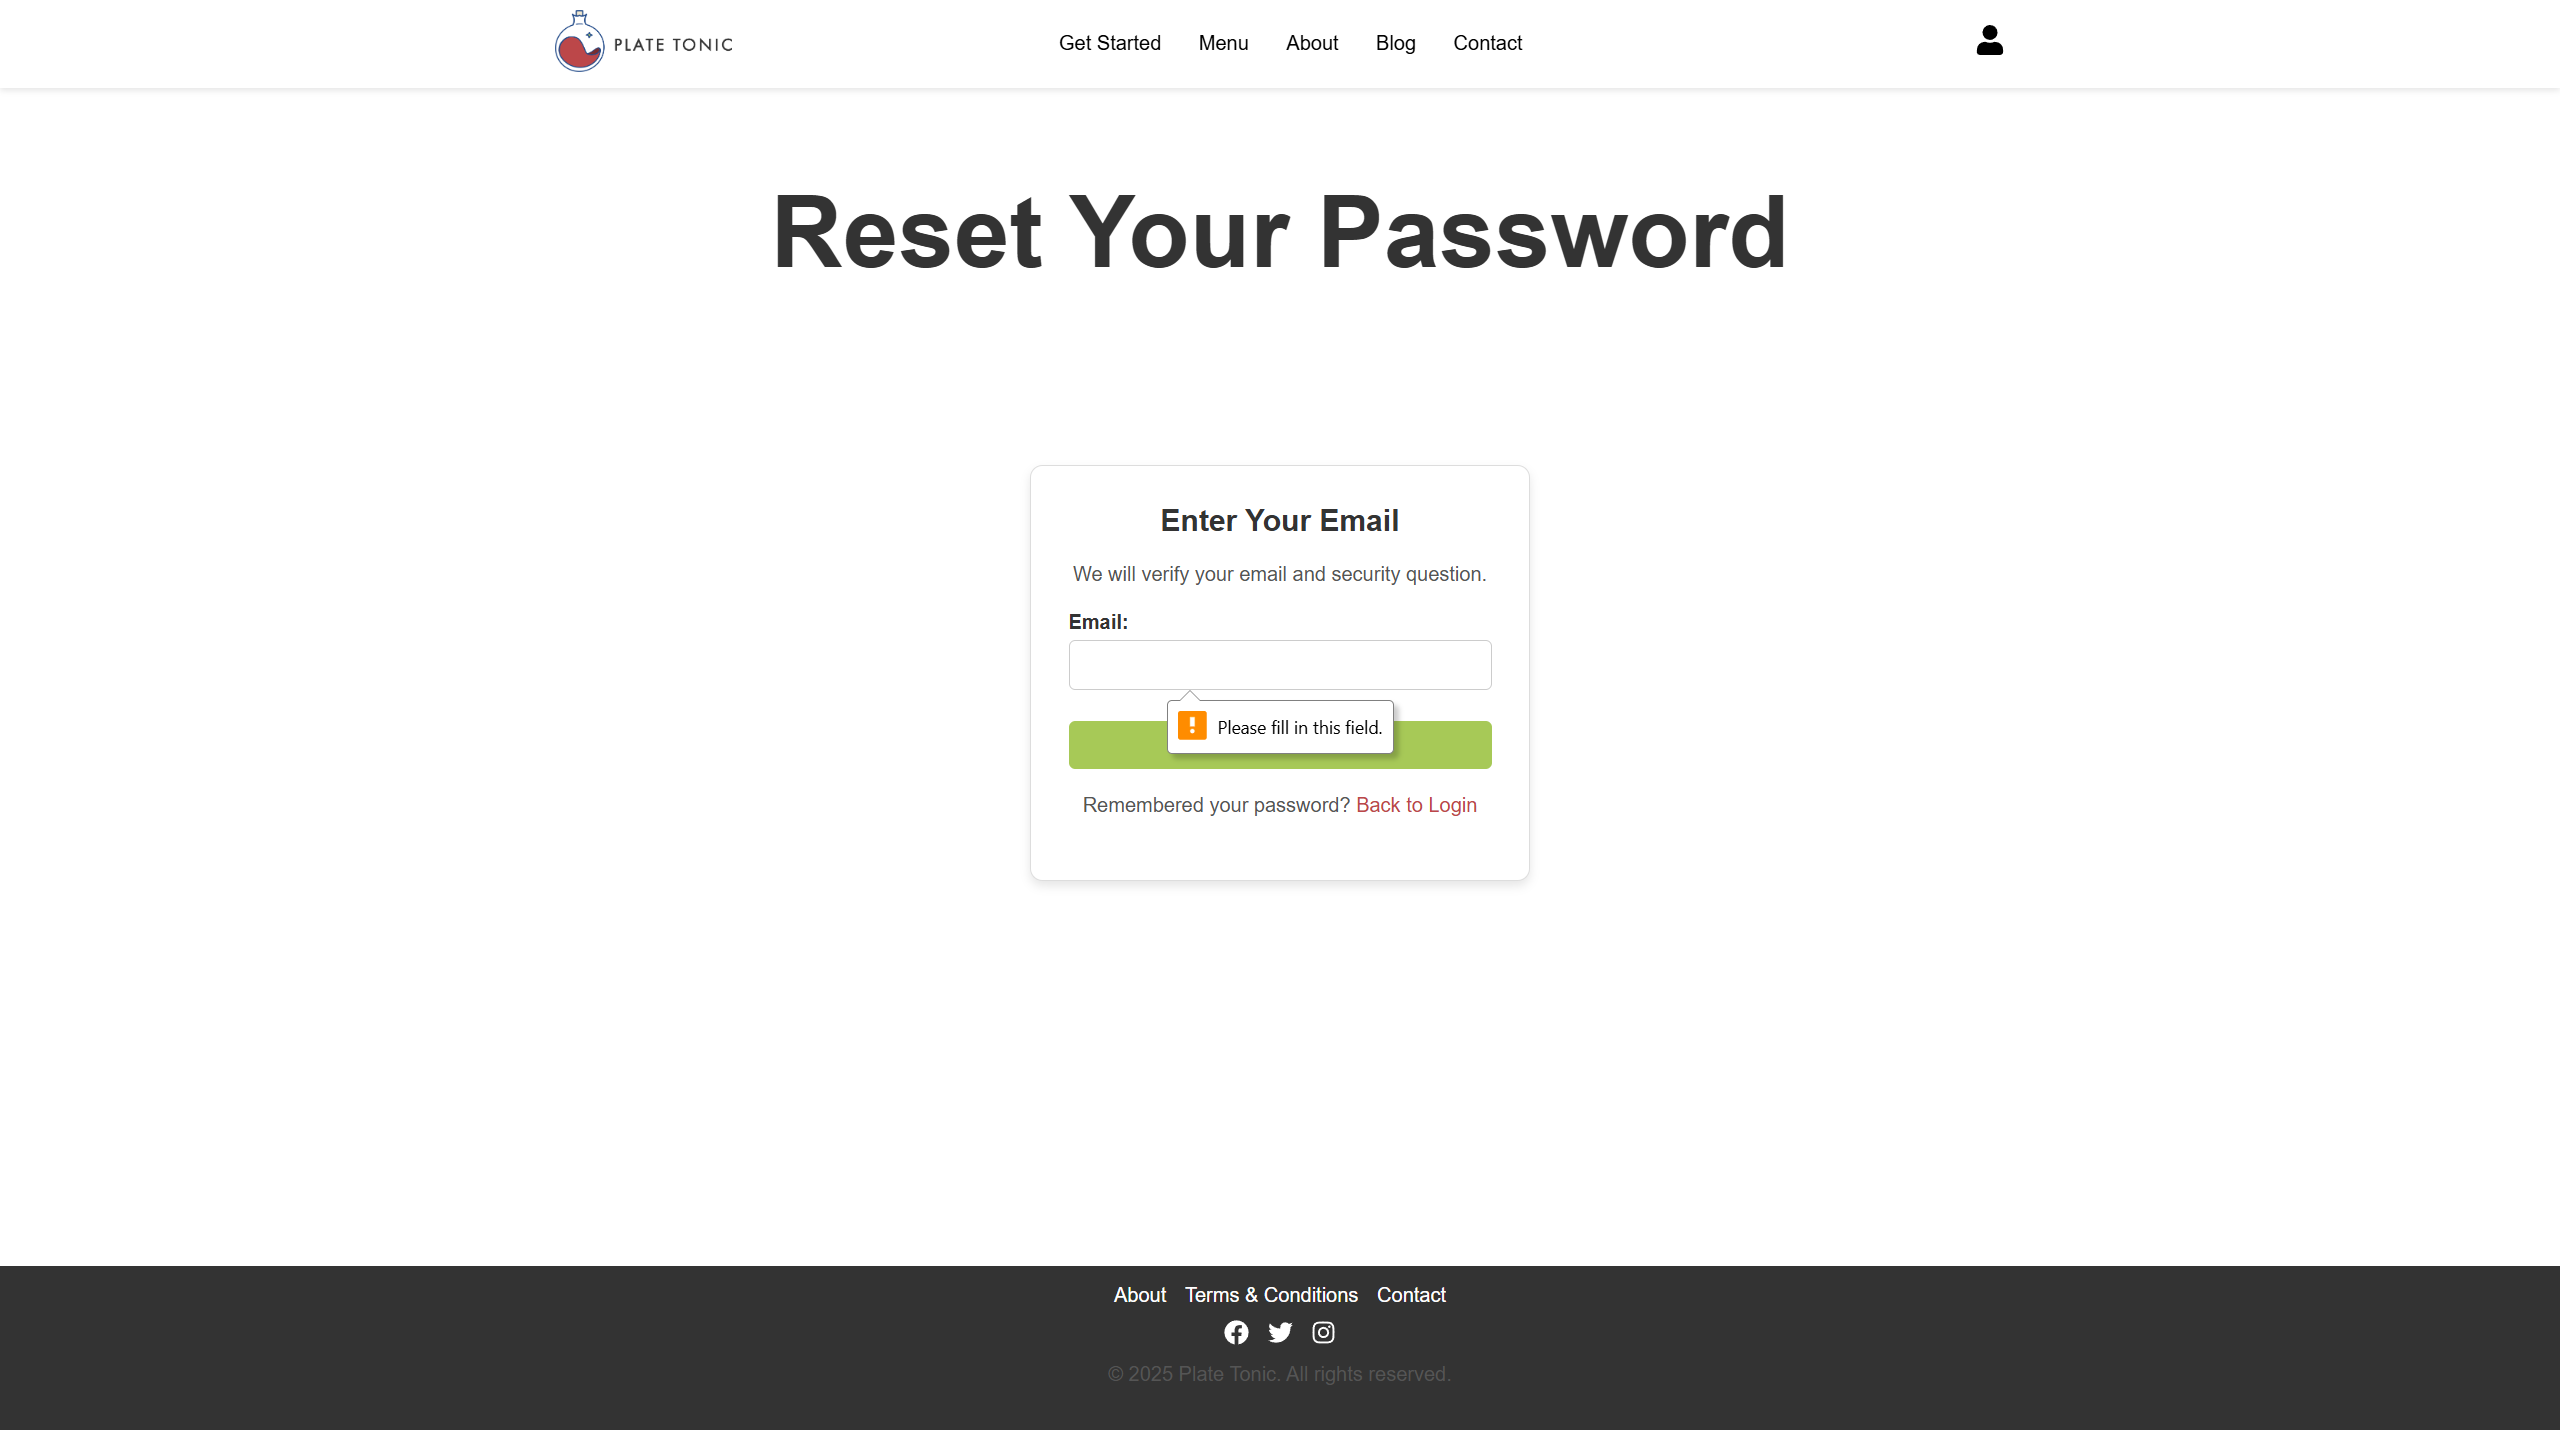 PLATE TONIC
Get Started Menu About Blog Contact
Reset Your Password
Enter Your Email
We will verify your email and security question.
Email:
Please fill in this field.
Remembered your password? Back to Login
About Terms & Conditions Contact
© 2025 Plate Tonic. All rights reserved.